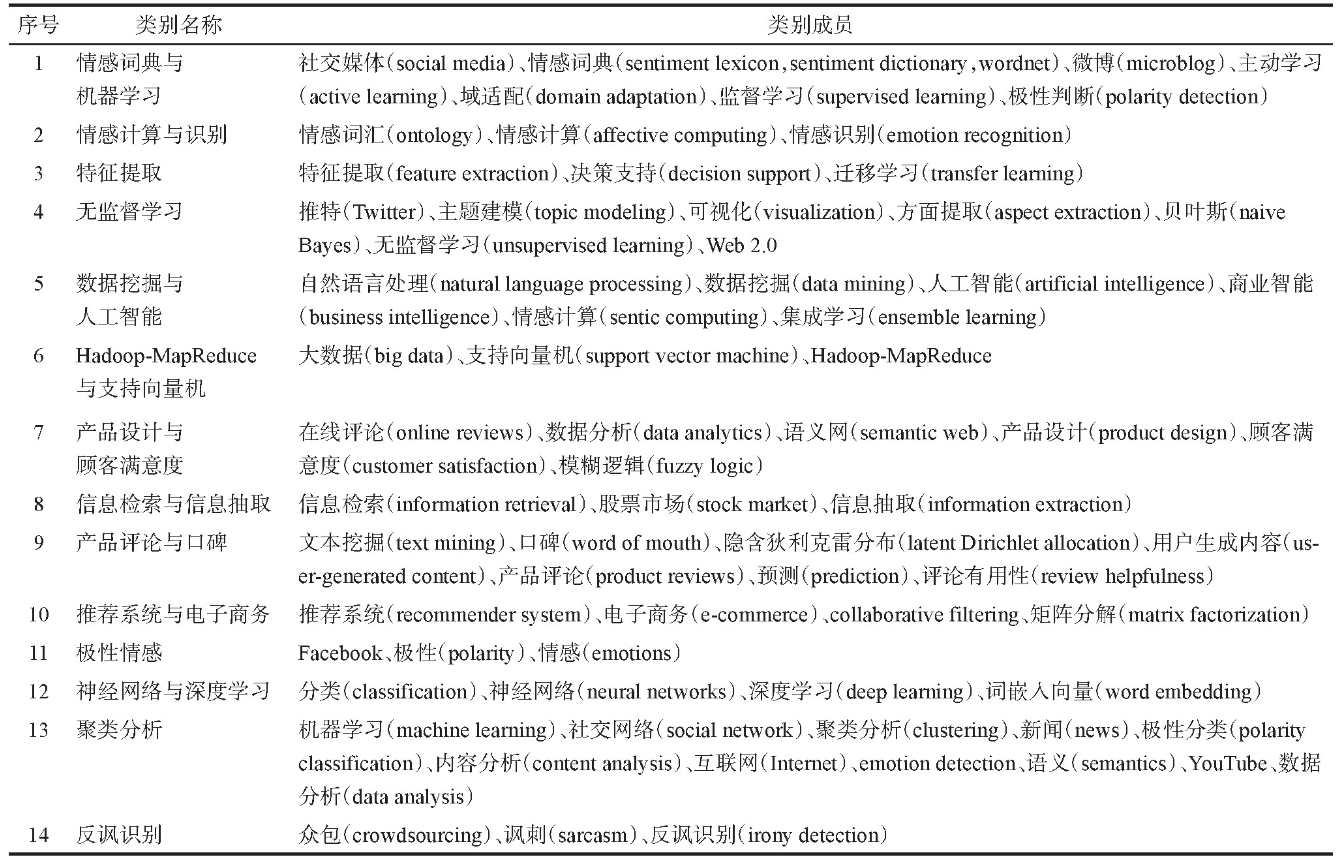 序号 类别名称 类别成员
1 情感词典与 社交媒体(social media)、情感词典(sentiment lexicon,sentiment dictionary,wordnet)、微博(microblog)、主动学习
机器学习 (active learning)、域适配(domain adaptation)、监督学习(supervised learning)、极性判断(polarity detection)
2 情感计算与识别 情感词汇(ontology)、情感计算(affective computing)、情感识别(emotion recognition)
3 特征提取 特征提取(feature extraction)、决策支持(decision support)、迁移学习(transfer learning)
4 无监督学习 推特(Twitter)、主题建模(topic modeling)、可视化(visualization)、方面提取(aspect extraction)、贝叶斯(naive
Bayes)、无监督学习(unsupervised learning)、Web 2.0
5 数据挖掘与 自然语言处理(natural language processing)、数据挖掘(data mining)、人工智能(artificial intelligence)、商业智能
人工智能 (business intelligence)、情感计算(sentic computing)、集成学习(ensemble learning)
6 Hadoop-MapReduce 大数据(big data)、支持向量机(support vector machine)、Hadoop-MapReduce
与支持向量机
7 产品设计与 在线评论(online reviews)、数据分析(data analytics)、语义网(semantic web)、产品设计(product design)、顾客满
顾客满意度 意度(customer satisfaction)、模糊逻辑(fuzzy logic)
8 信息检索与信息抽取 信息检索(information retrieval)、股票市场(stock market)、信息抽取(information extraction)
9 产品评论与口碑 文本挖掘(text mining)、口碑(word of mouth)、隐含狄利克雷分布(latent Dirichlet allocation)、用户生成内容(us-
er-generated content)、产品评论(product reviews)、预测(prediction)、评论有用性(review helpfulness)
10 推荐系统与电子商务 推荐系统(recommender system)、电子商务(e-commerce)、collaborative filtering、矩阵分解(matrix factorization)
11 极性情感 Facebook、极性(polarity)、情感(emotions)
12 神经网络与深度学习 分类(classification)、神经网络(neural networks)、深度学习(deep learning)、词嵌入向量(word embedding)
13 聚类分析 机器学习(machine learning)、社交网络(social network)、聚类分析(clustering)、新闻(news)、极性分类(polarity
classification)、内容分析(content analysis)、互联网(Internet)、emotion detection、语义(semantics)、YouTube、数据
分析(data analysis)
14 反讽识别 众包(crowdsourcing)、讽刺(sarcasm)、反讽识别(irony detection)